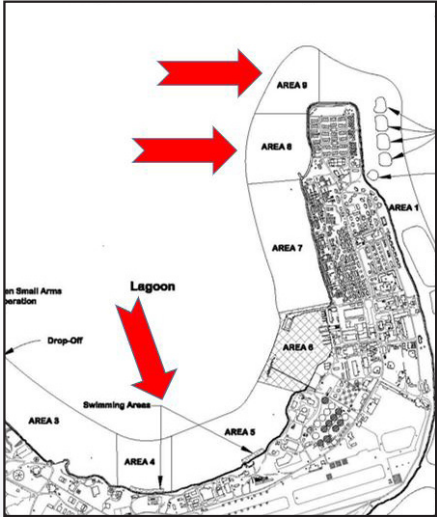 AREA 9
AREA 8
AREA 1
AREA 7
Lagoon
en Small Arms
peration
AREA 6
Drop-Off
Swimming Areas
AREA 3
AREA 5
AREA 4